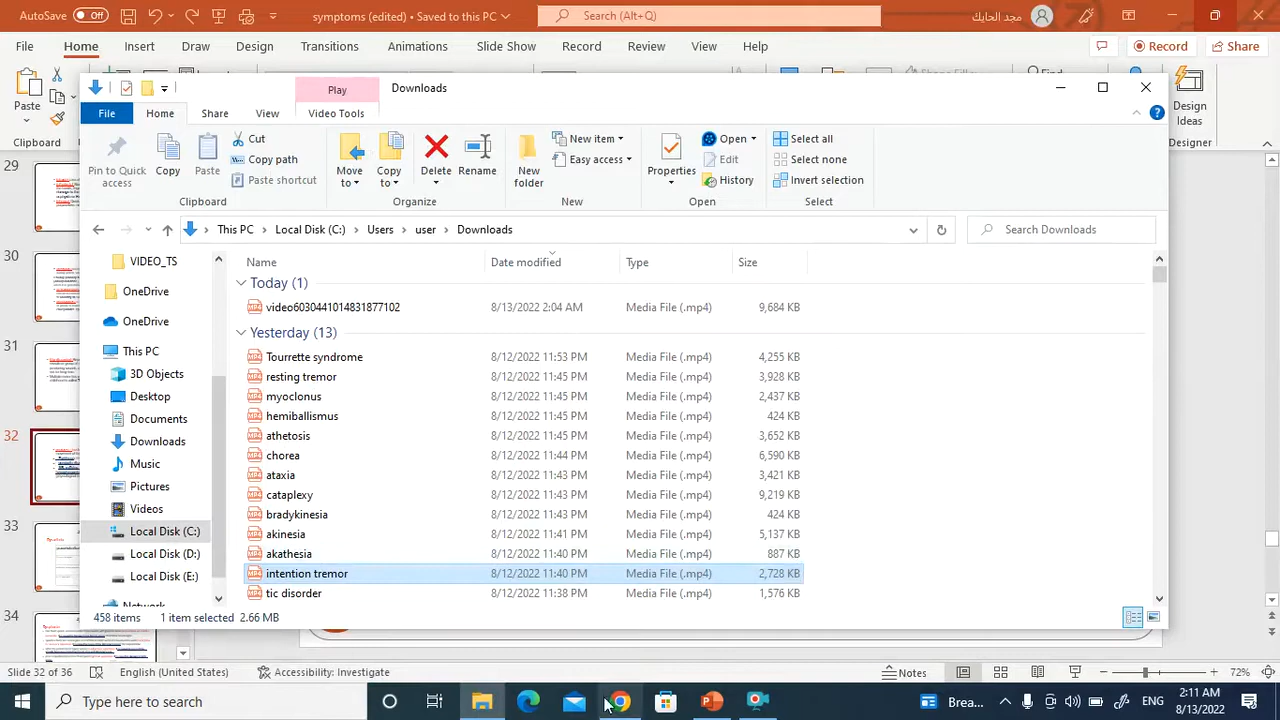 AutoSave Off symptoms (edited) • Saved to this PC Search (Alt+Q) مجد الحايك
File Home Insert Draw Design Transitions Animations Slide Show Record Review View Help Record Share
Paste
Clipboard
Design Ideas
Designer
Play Downloads
File Home Share View Video Tools
Pin to Quick access Copy Paste Cut Copy path Paste shortcut
Move to Copy to Delete Rename New folder New item Easy access
Properties Open Edit History Select all Select none Invert selection
Clipboard Organize New Open Select
This PC Local Disk (C:) Users user Downloads Search Downloads
Name Date modified Type Size
Today (1)
video6030441014831877102 8/13/2022 2:04 AM Media File (.mp4) 9,684 KB
Yesterday (13)
Tourrette syndrome 8/12/2022 11:53 PM Media File (.mp4)
resting tremor 8/12/2022 11:45 PM Media File (.mp4) 3,928 KB
myoclonus 8/12/2022 11:45 PM Media File (.mp4) 2,437 KB
hemiballismus 8/12/2022 11:45 PM Media File (.mp4) 424 KB
athetosis 8/12/2022 11:45 PM Media File (.mp4) 3,652 KB
chorea 8/12/2022 11:44 PM Media File (.mp4) 6,590 KB
ataxia 8/12/2022 11:43 PM Media File (.mp4) 3,421 KB
cataplexy 8/12/2022 11:43 PM Media File (.mp4) 9,219 KB
bradykinesia 8/12/2022 11:43 PM Media File (.mp4) 424 KB
akinesia 8/12/2022 11:41 PM Media File (.mp4) 5,137 KB
akathesia 8/12/2022 11:40 PM Media File (.mp4) 887 KB
intention tremor 8/12/2022 11:40 PM Media File (.mp4) 2,728 KB
tic disorder 8/12/2022 11:38 PM Media File (.mp4) 1,576 KB
VIDEO_TS
OneDrive
OneDrive
This PC
3D Objects
Desktop
Documents
Downloads
Music
Pictures
Videos
Local Disk (C:)
Local Disk (D:)
Local Disk (E:)
Network
458 items 1 item selected 2.66 MB
29
30
31
32
33
34
Slide 32 of 36 English (United States) Accessibility: Investigate Notes 72%
Type here to search Brea... ENG 2:11 AM
8/13/2022